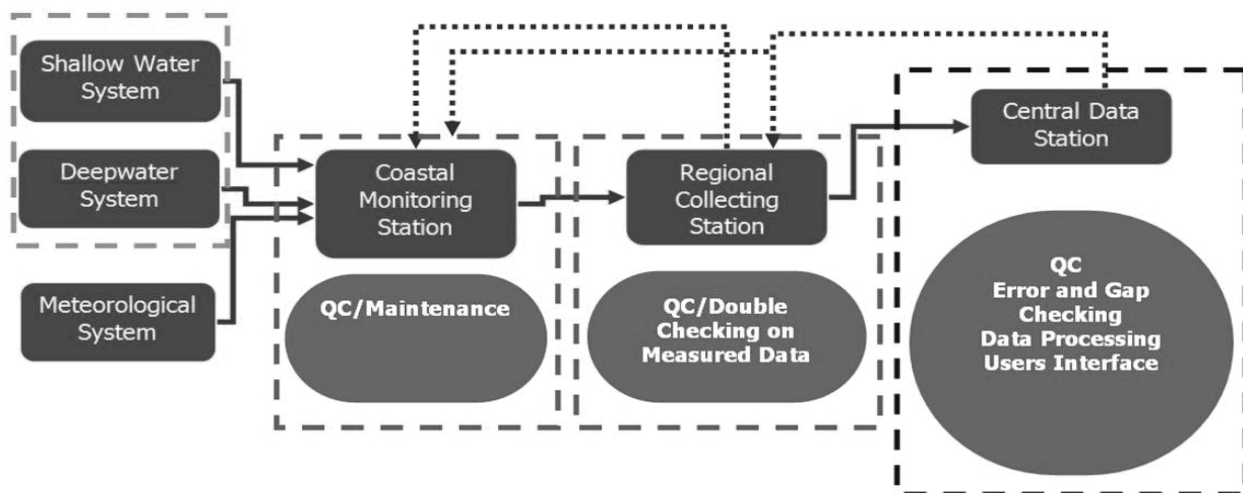 Shallow Water
System
Deepwater
System
Meteorological
System
Coastal
Monitoring
Station
QC/Maintenance
Regional
Collecting
Station
QC/Double
Checking on
Measured Data
Central Data
Station
QC
Error and Gap
Checking
Data Processing
Users Interface